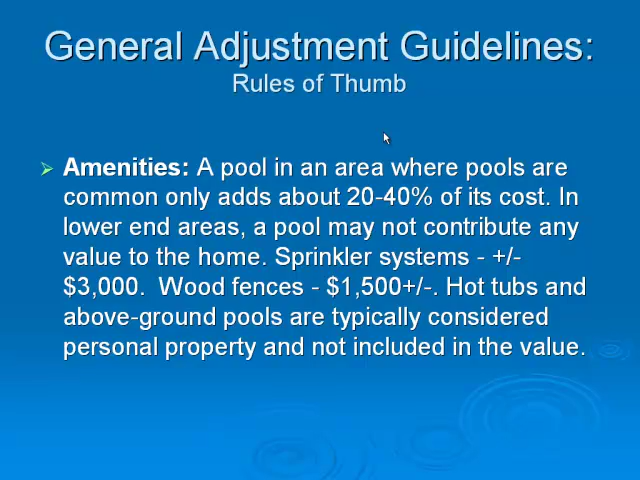 General Adjustment Guidelines:
Rules of Thumb
Amenities: A pool in an area where pools are
common only adds about 20-40% of its cost. In
lower end areas, a pool may not contribute any
value to the home. Sprinkler systems - +/-
$3,000.  Wood fences - $1,500+/-. Hot tubs and
above-ground pools are typically considered
personal property and not included in the value.